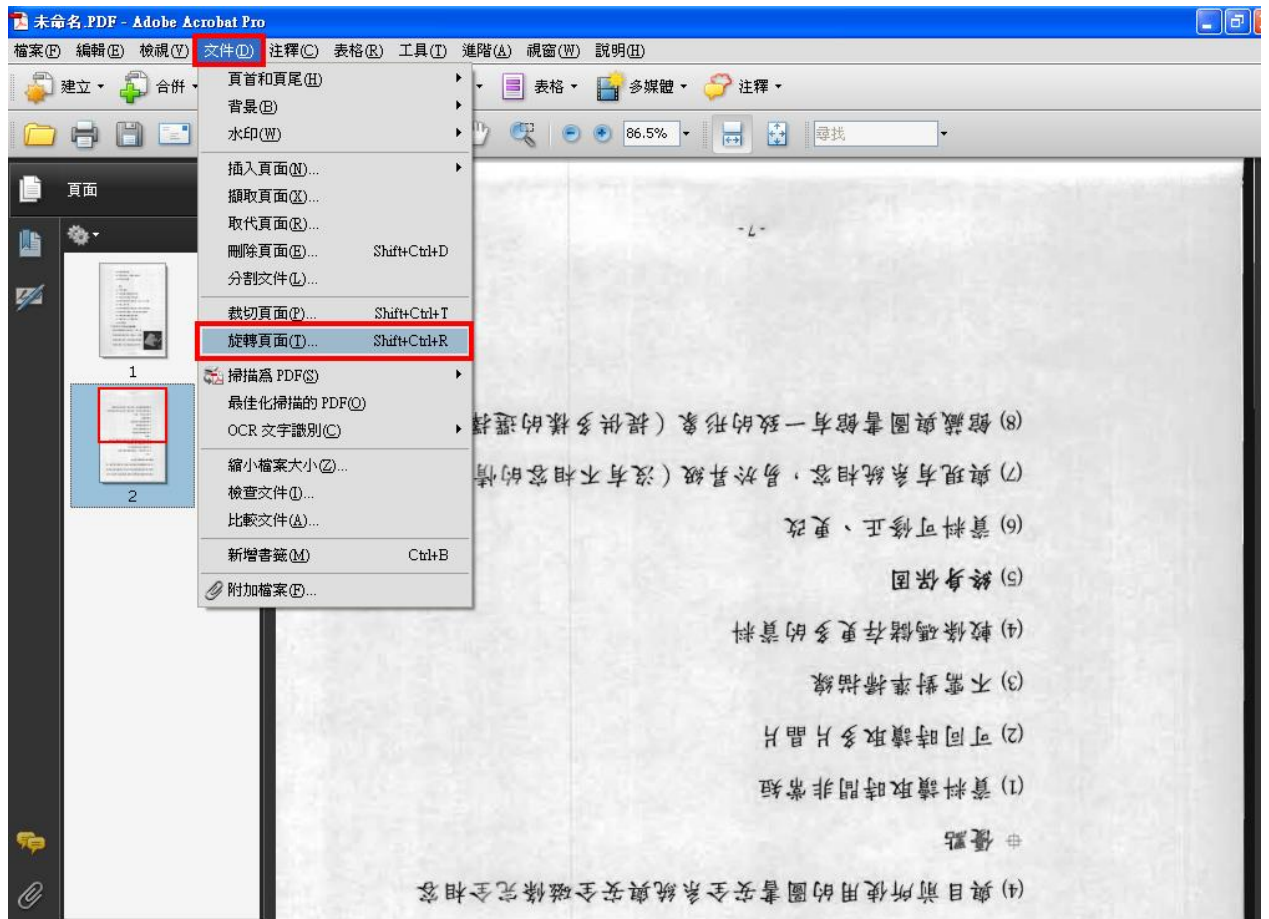 未命名.PDF - Adobe Acrobat Pro
檔案(F) 編輯(E) 檢視(V) 文件(D) 注釋(C) 表格(R) 工具(T) 進階(A) 視窗(W) 說明(H)
建立 合併 表格 多媒體 注釋
86.5% 尋找
頁面
頁首和頁尾(H)
背景(B)
水印(W)
插入頁面(N)...
擷取頁面(X)...
取代頁面(R)...
刪除頁面(E)... Shift+Ctrl+D
分割文件(L)...
裁切頁面(P)... Shift+Ctrl+T
旋轉頁面(T)... Shift+Ctrl+R
掃描為 PDF(S)
最佳化掃描的 PDF(O)
OCR 文字識別(C)
縮小檔案大小(Z)...
檢查文件(I)...
比較文件(A)...
新增書籤(M) Ctrl+B
附加檔案(F)...
1
2
(4) 與目前所使用的圖書安全系統與安全磁條完全相容
優點
(1) 資料讀取時間非常短
(2) 可同時讀取多片晶片
(3) 不需對準掃描線
(4) 較條碼儲存更多的資料
(5) 終身保固
(6) 資料可修正、更改
(7) 與現有系統相容，易於昇級（沒有不相容的情
(8) 館藏與圖書館有一致的形象（提供多樣的選擇
-7-